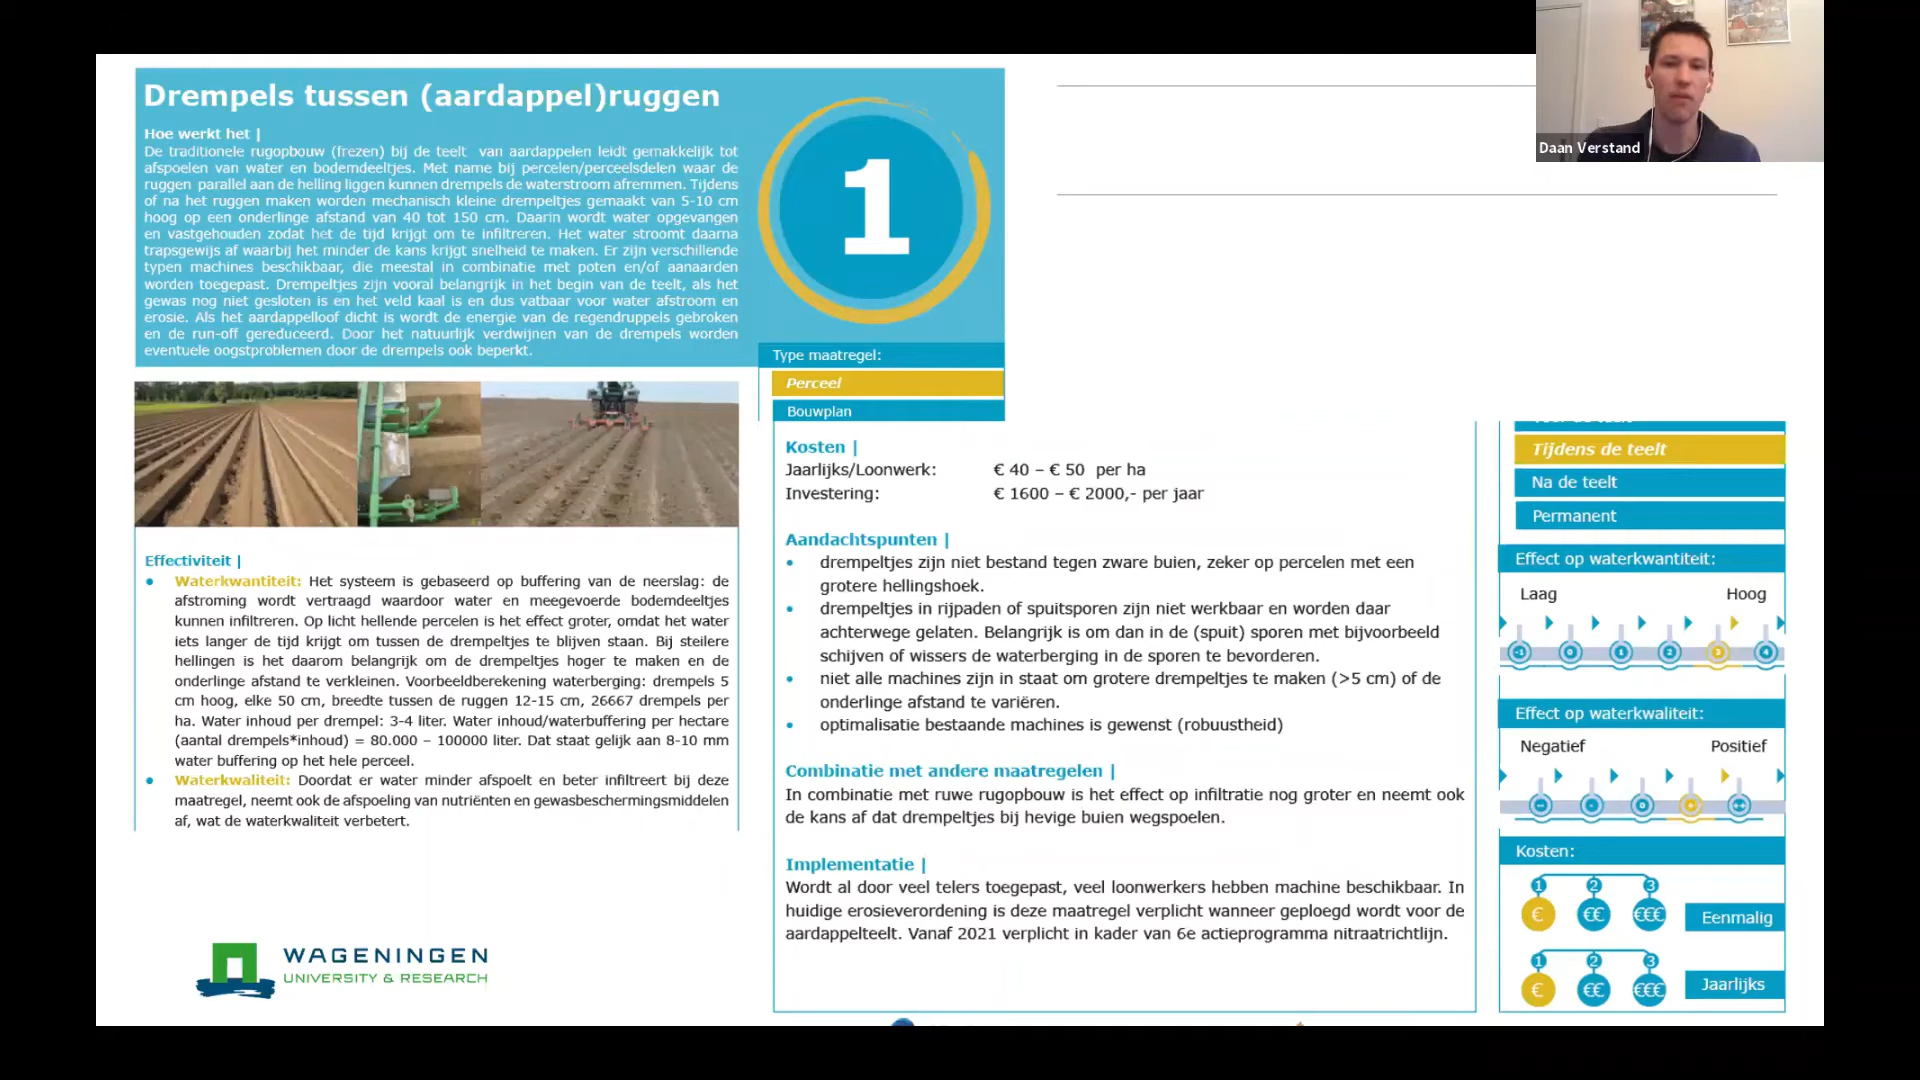 Drempels tussen (aardappel)ruggen
Hoe werkt het |
De traditionele rugopbouw (frezen) bij de teelt van aardappelen leidt gemakkelijk tot
afspoelen van water en bodemdeeltjes. Met name bij percelen/perceelsdelen waar de
ruggen parallel aan de helling liggen kunnen drempels de waterstroom afremmen. Tijdens
of na het ruggen maken worden mechanisch kleine drempeltjes gemaakt van 5-10 cm
hoog op een onderlinge afstand van 40 tot 150 cm. Daarin wordt water opgevangen
en vastgehouden zodat het de tijd krijgt om te infiltreren. Het water stroomt daarna
trapsgewijs af waarbij het minder de kans krijgt snelheid te maken. Er zijn verschillende
typen machines beschikbaar, die meestal in combinatie met poten en/of aanaarden
worden toegepast. Drempeltjes zijn vooral belangrijk in het begin van de teelt, als het
gewas nog niet gesloten is en het veld kaal is en dus vatbaar voor water afstroom en
erosie. Als het aardappelloof dicht is wordt de energie van de regendruppels gebroken
en de run-off gereduceerd. Door het natuurlijk verdwijnen van de drempels worden
eventuele oogstproblemen door de drempels ook beperkt.
1
Type maatregel:
Perceel
Bouwplan
Daan Verstand
Effectiviteit |
• Waterkwantiteit: Het systeem is gebaseerd op buffering van de neerslag: de
afstroming wordt vertraagd waardoor water en meegevoerde bodemdeeltjes
kunnen infiltreren. Op licht hellende percelen is het effect groter, omdat het water
iets langer de tijd krijgt om tussen de drempeltjes te blijven staan. Bij steilere
hellingen is het daarom belangrijk om de drempeltjes hoger te maken en de
onderlinge afstand te verkleinen. Voorbeeldberekening waterberging: drempels 5
cm hoog, elke 50 cm, breedte tussen de ruggen 12-15 cm, 26667 drempels per
ha. Water inhoud per drempel: 3-4 liter. Water inhoud/waterbuffering per hectare
(aantal drempels*inhoud) = 80.000 – 100000 liter. Dat staat gelijk aan 8-10 mm
water buffering op het hele perceel.
• Waterkwaliteit: Doordat er water minder afspoelt en beter infiltreert bij deze
maatregel, neemt ook de afspoeling van nutriënten en gewasbeschermingsmiddelen
af, wat de waterkwaliteit verbetert.
WAGENINGEN
UNIVERSITY & RESEARCH
Kosten |
Jaarlijks/Loonwerk: € 40 – € 50 per ha
Investering: € 1600 – € 2000,- per jaar
Aandachtspunten |
• drempeltjes zijn niet bestand tegen zware buien, zeker op percelen met een
grotere hellingshoek.
• drempeltjes in rijpaden of spuitsporen zijn niet werkbaar en worden daar
achterwege gelaten. Belangrijk is om dan in de (spuit) sporen met bijvoorbeeld
schijven of wissers de waterberging in de sporen te bevorderen.
• niet alle machines zijn in staat om grotere drempeltjes te maken (>5 cm) of de
onderlinge afstand te variëren.
• optimalisatie bestaande machines is gewenst (robuustheid)
Combinatie met andere maatregelen |
In combinatie met ruwe rugopbouw is het effect op infiltratie nog groter en neemt ook
de kans af dat drempeltjes bij hevige buien wegspoelen.
Implementatie |
Wordt al door veel telers toegepast, veel loonwerkers hebben machine beschikbaar. In
huidige erosieverordening is deze maatregel verplicht wanneer geploegd wordt voor de
aardappelteelt. Vanaf 2021 verplicht in kader van 6e actieprogramma nitraatrichtlijn.
Tijdens de teelt
Na de teelt
Permanent
Effect op waterkwantiteit:
Laag Hoog
-1 0 1 2 3 4
Effect op waterkwaliteit:
Negatief Positief
Kosten:
1 2 3
€ €€ €€€
Eenmalig
1 2 3
€ €€ €€€
Jaarlijks